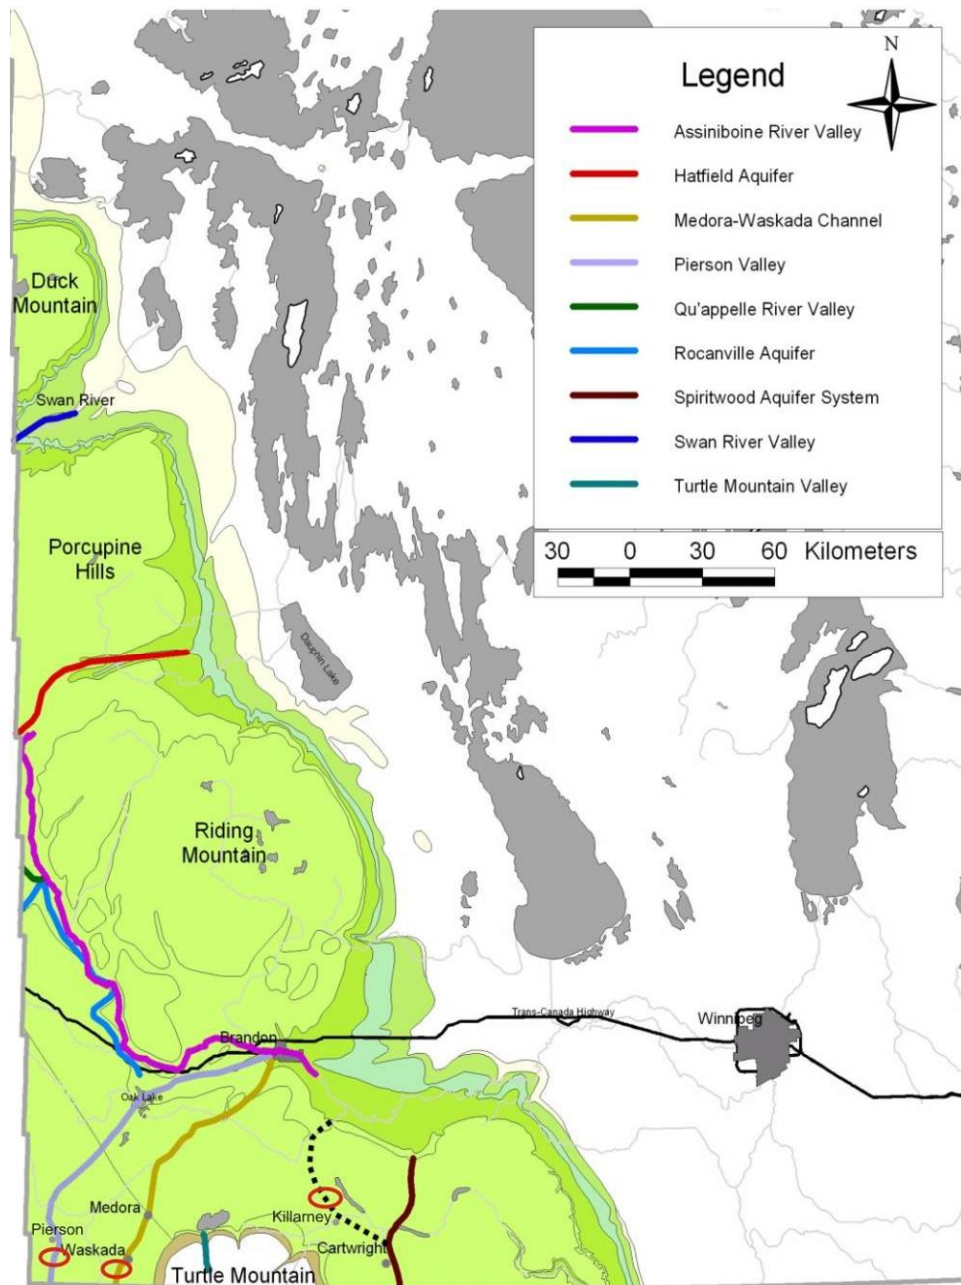 N
Legend
Assiniboine River Valley
Hatfield Aquifer
Medora-Waskada Channel
Pierson Valley
Qu'appelle River Valley
Rocanville Aquifer
Spiritwood Aquifer System
Swan River Valley
Turtle Mountain Valley
30 0 30 60 Kilometers
Duck
Mountain
Swan River
Porcupine
Hills
Dauphin Lake
Riding
Mountain
Trans-Canada Highway
Winnipeg
Brandon
Oak Lake
Medora
Killarney
Pierson
Waskada
Cartwright
Turtle Mountain